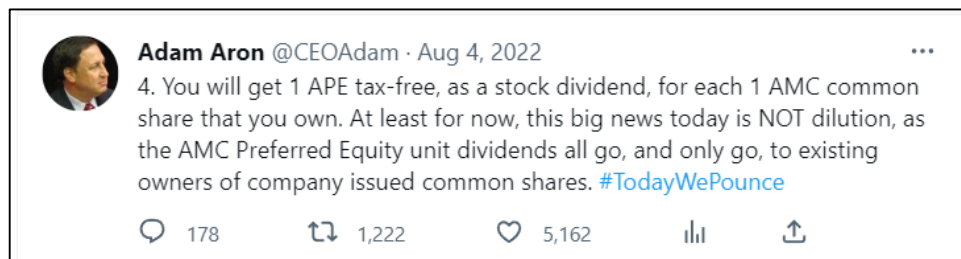 Adam Aron @CEOAdam · Aug 4, 2022
4. You will get 1 APE tax-free, as a stock dividend, for each 1 AMC common
share that you own. At least for now, this big news today is NOT dilution, as
the AMC Preferred Equity unit dividends all go, and only go, to existing
owners of company issued common shares. #TodayWePounce
178 1,222 5,162